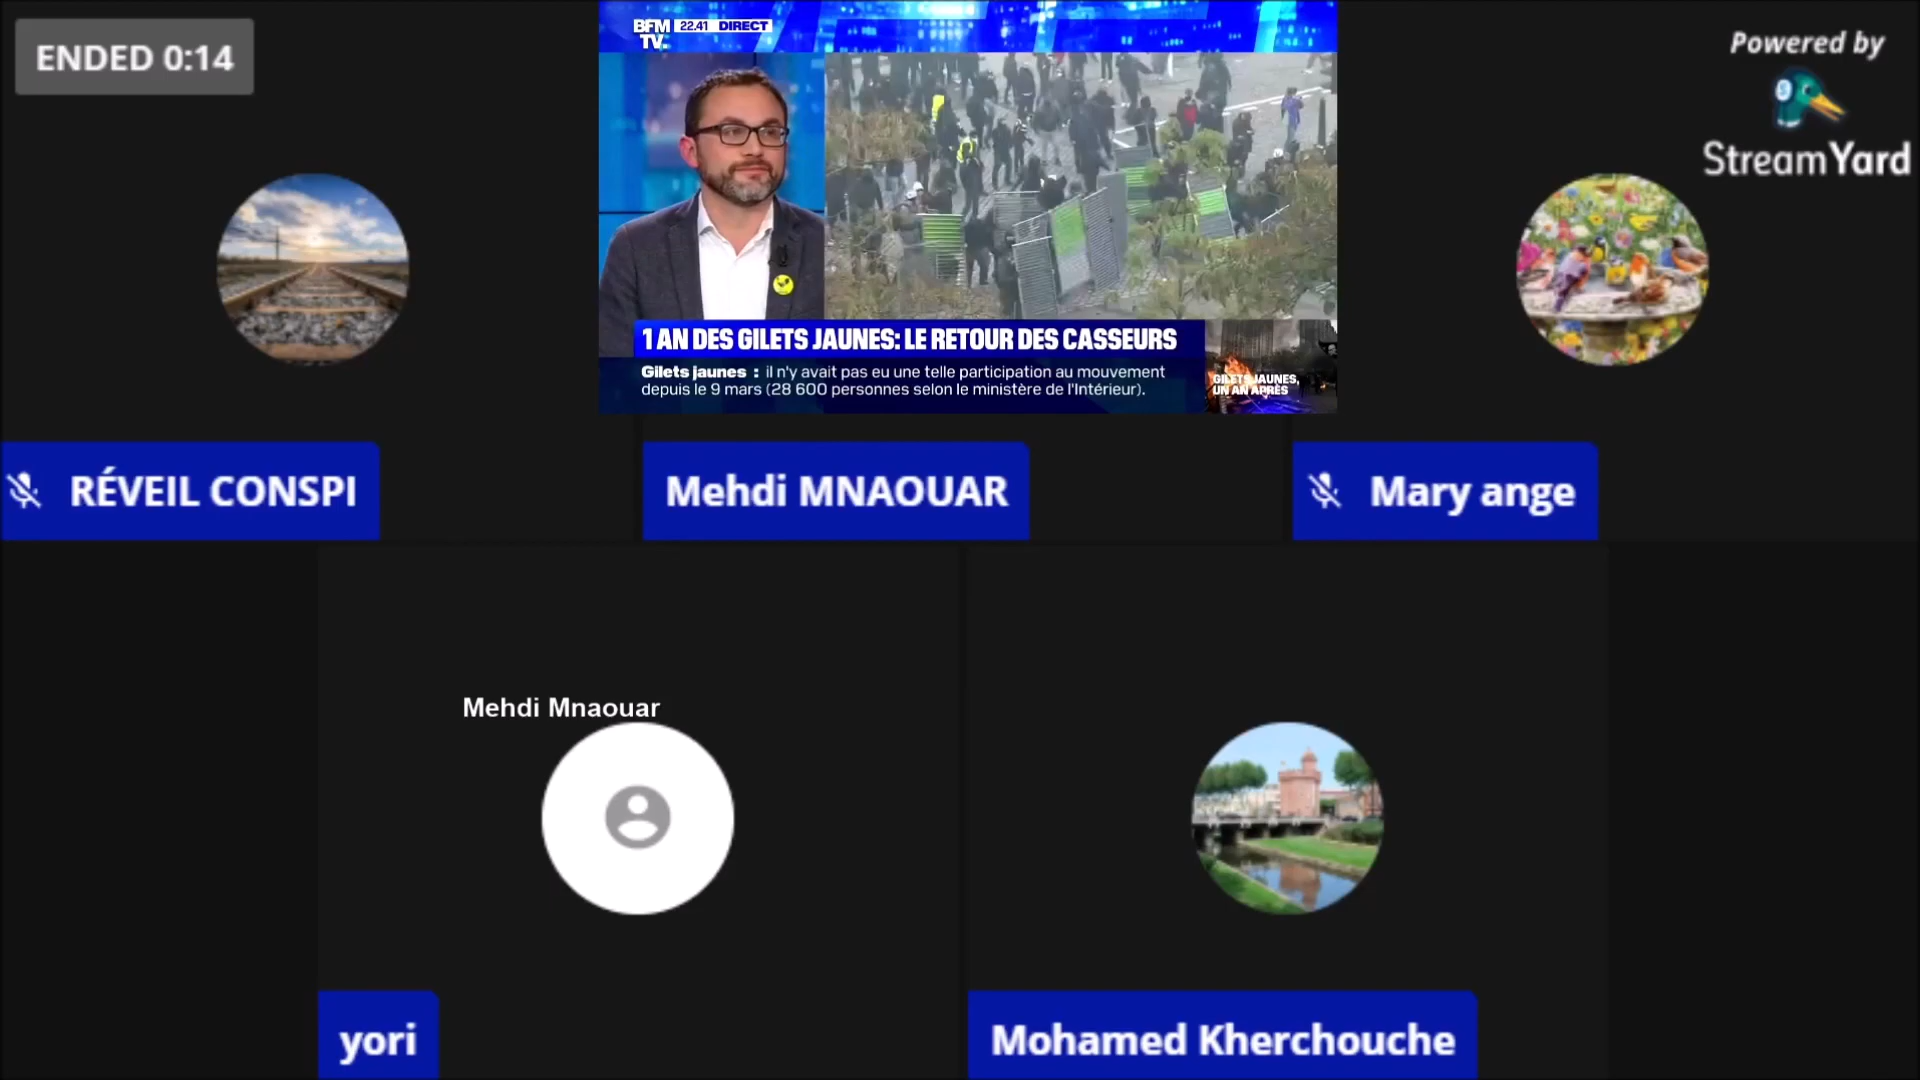 ENDED 0:14
BFM
TV.
22.41 DIRECT
Powered by
StreamYard
1 AN DES GILETS JAUNES: LE RETOUR DES CASSEURS
Gilets jaunes : il n'y avait pas eu une telle participation au mouvement
depuis le 9 mars (28 600 personnes selon le ministère de l'Intérieur).
GILETS JAUNES,
UN AN APRÈS
RÉVEIL CONSPI
Mehdi MNAOUAR
Mary ange
Mehdi Mnaouar
yori
Mohamed Kherchouche